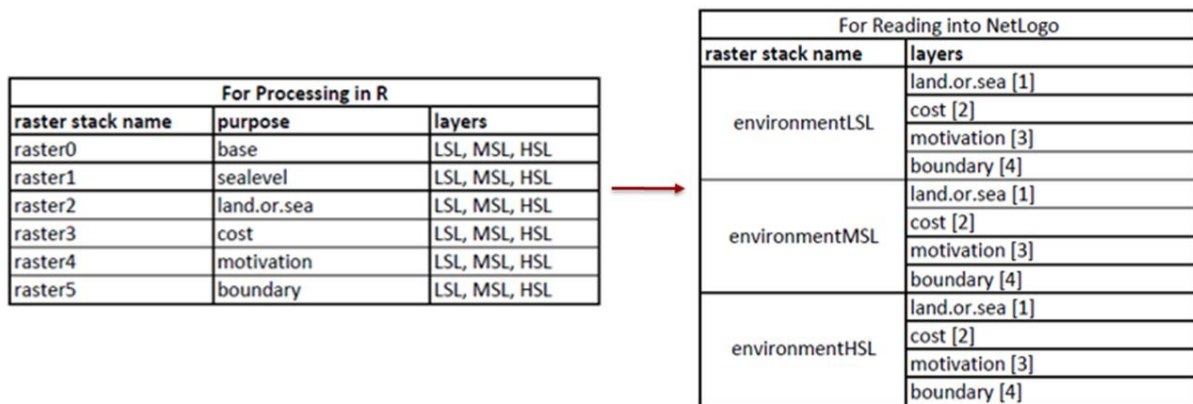 For Processing in R
raster stack name purpose layers
raster0 base LSL, MSL, HSL
raster1 sealevel LSL, MSL, HSL
raster2 land.or.sea LSL, MSL, HSL
raster3 cost LSL, MSL, HSL
raster4 motivation LSL, MSL, HSL
raster5 boundary LSL, MSL, HSL
For Reading into NetLogo
raster stack name layers
environmentLSL
land.or.sea [1]
cost [2]
motivation [3]
boundary [4]
environmentMSL
land.or.sea [1]
cost [2]
motivation [3]
boundary [4]
environmentHSL
land.or.sea [1]
cost [2]
motivation [3]
boundary [4]